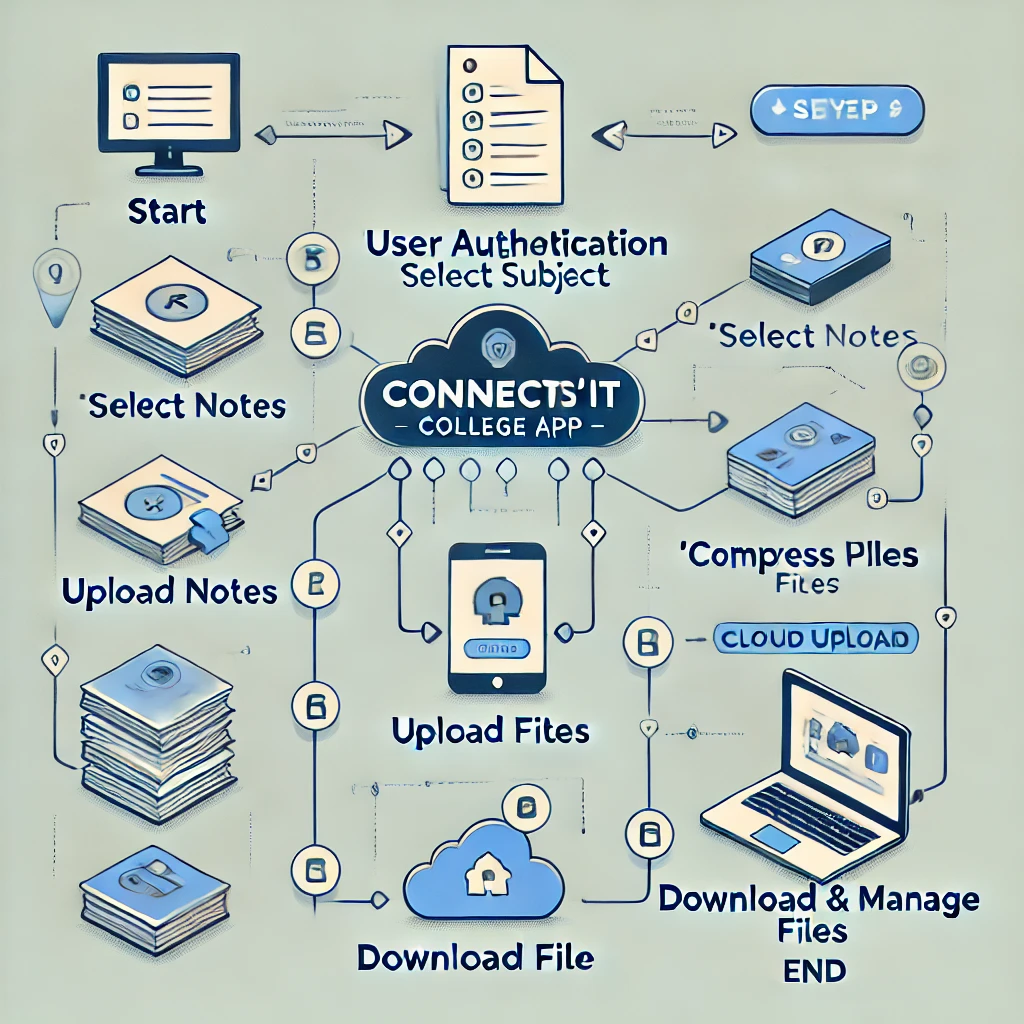 SEYEP
Start
User Authetication
Select Subject
'Select Notes
'Select Notes
CONNECTS'IT
– COLLEGE APP –
Upload Notes
'Compress Plles
Files
CLOUD UPLOAD
Upload Files
Download & Manage
Files
Download File
END